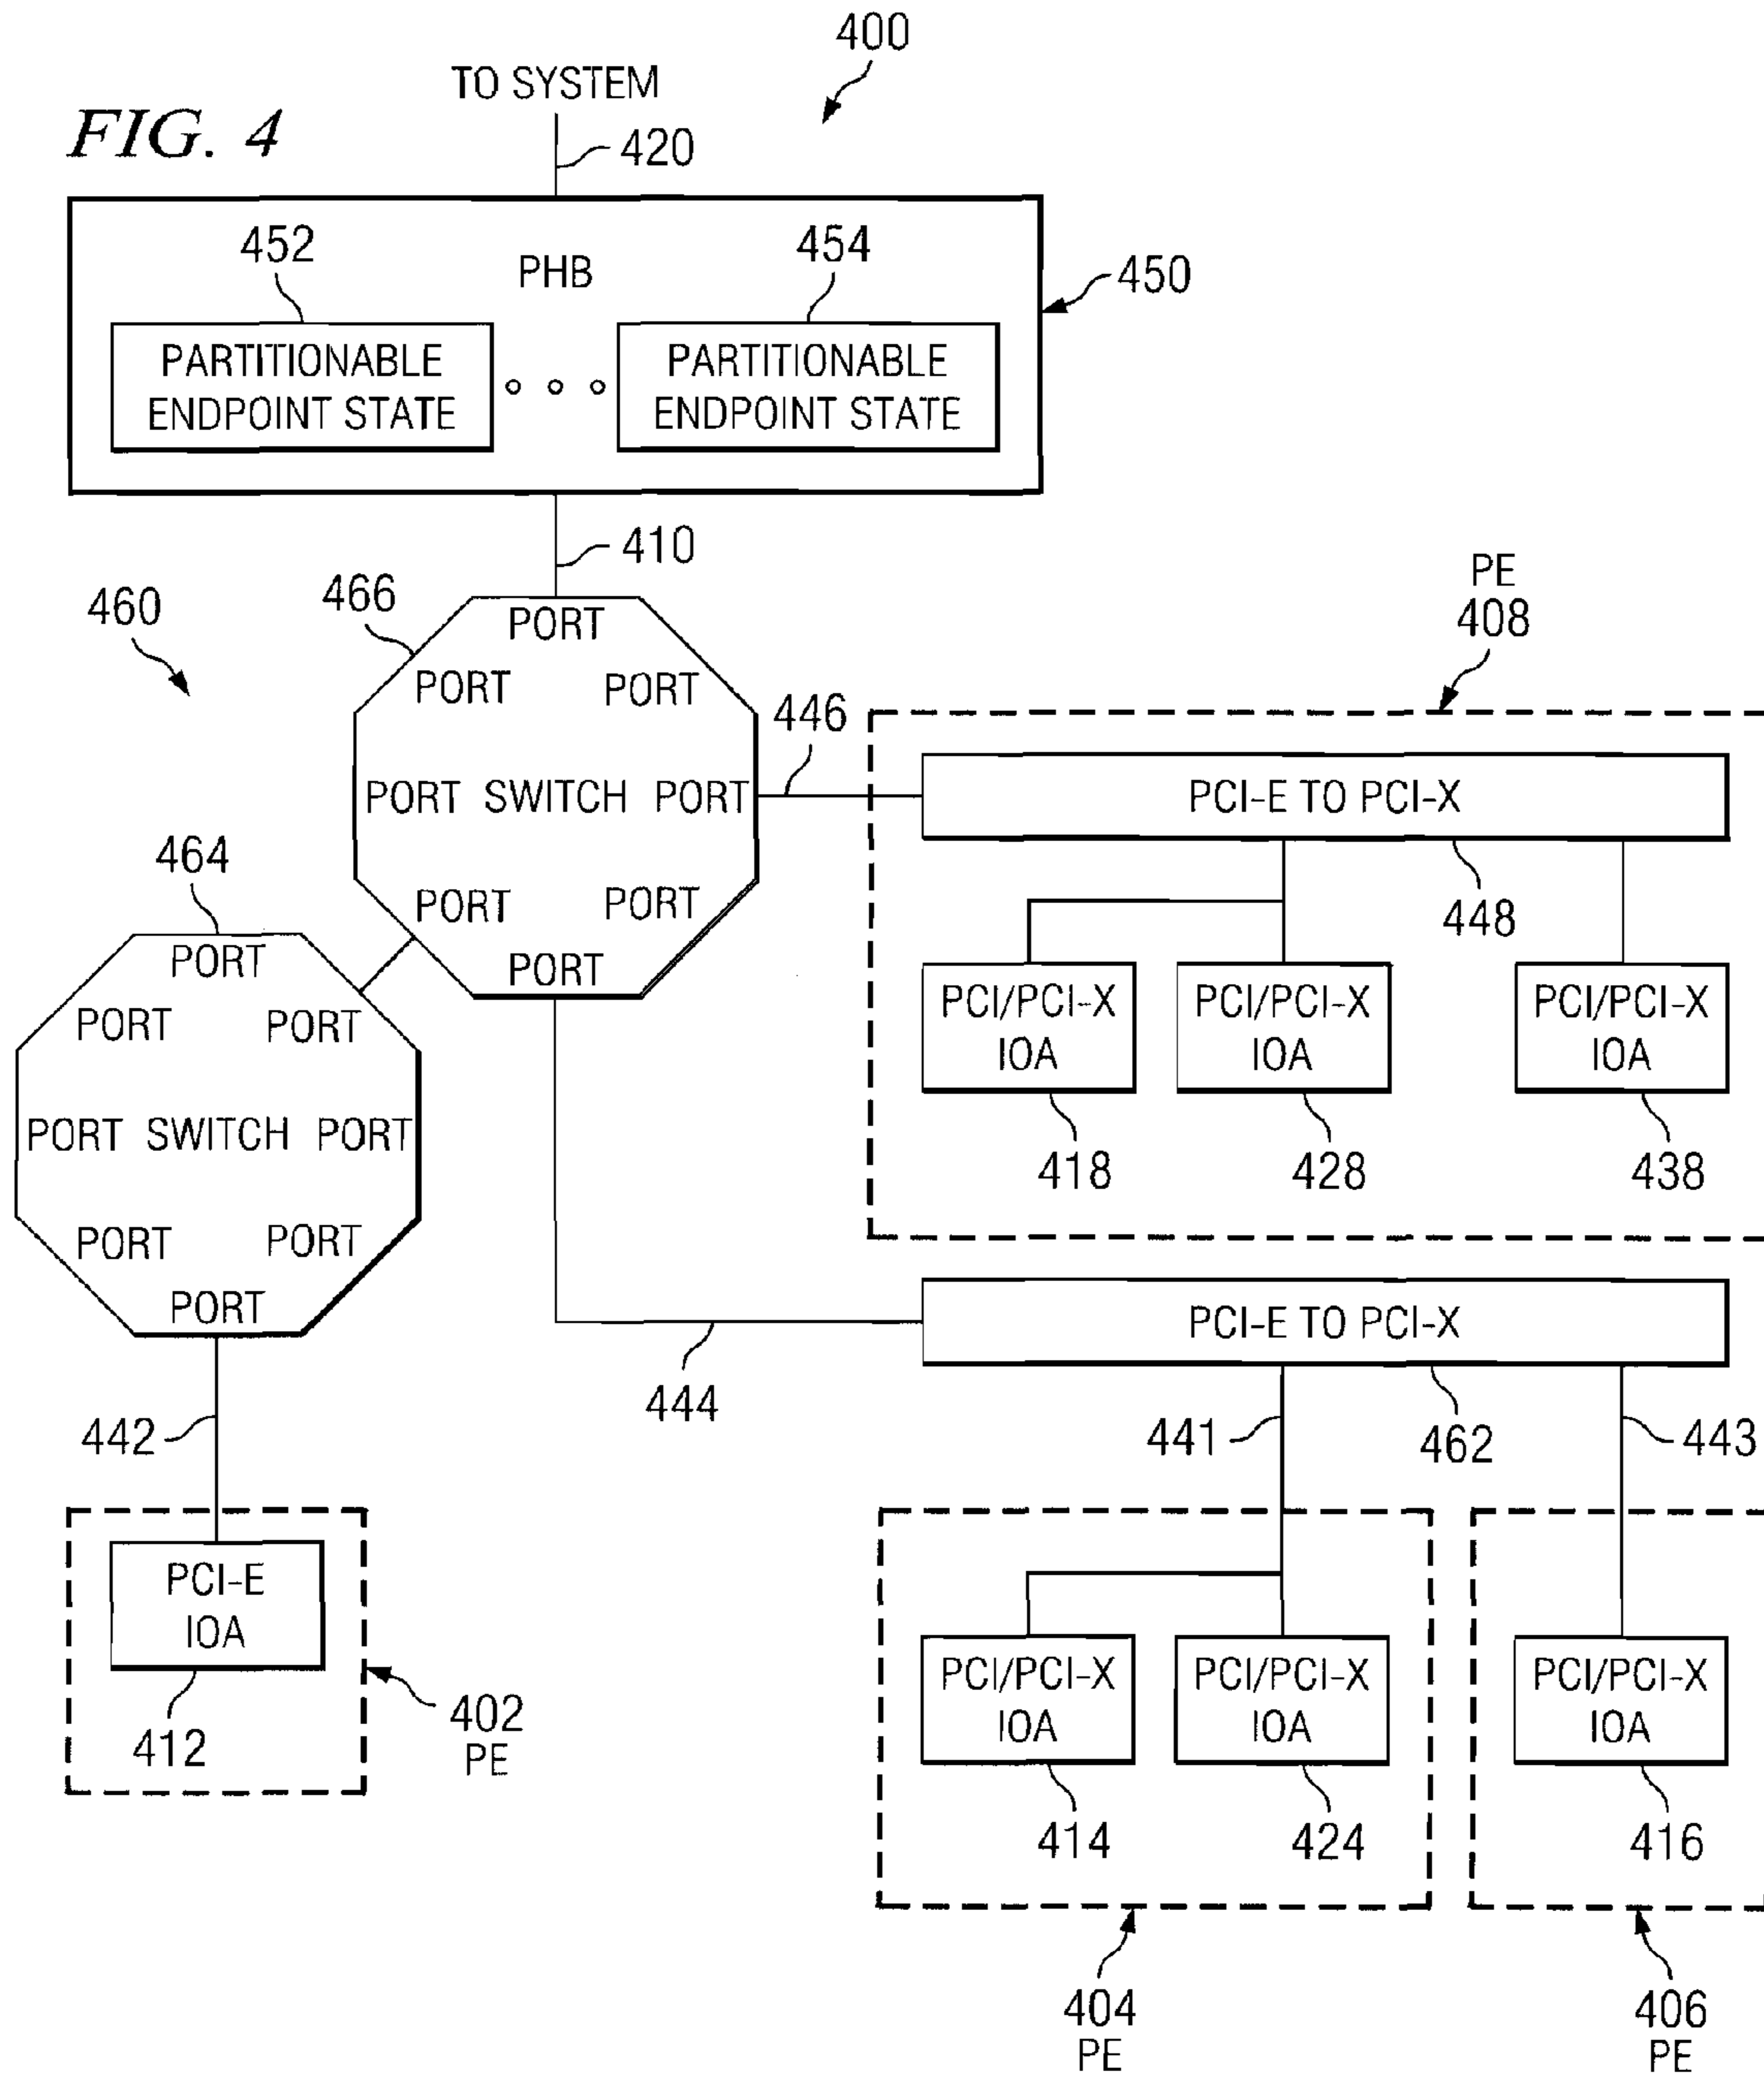 FIG. 4
TO SYSTEM
400
420
452
PHB
454
450
PARTITIONABLE
ENDPOINT STATE
PARTITIONABLE
ENDPOINT STATE
410
460
466
PORT
PORT
PORT
PORT SWITCH PORT
PORT
PORT
PORT
446
PE
408
PCI-E TO PCI-X
448
PCI/PCI-X
IOA
PCI/PCI-X
IOA
PCI/PCI-X
IOA
418
428
438
464
PORT
PORT
PORT
PORT SWITCH PORT
PORT
PORT
PORT
444
PCI-E TO PCI-X
442
441
462
443
PCI-E
IOA
412
402
PE
PCI/PCI-X
IOA
PCI/PCI-X
IOA
PCI/PCI-X
IOA
414
424
416
404
PE
406
PE